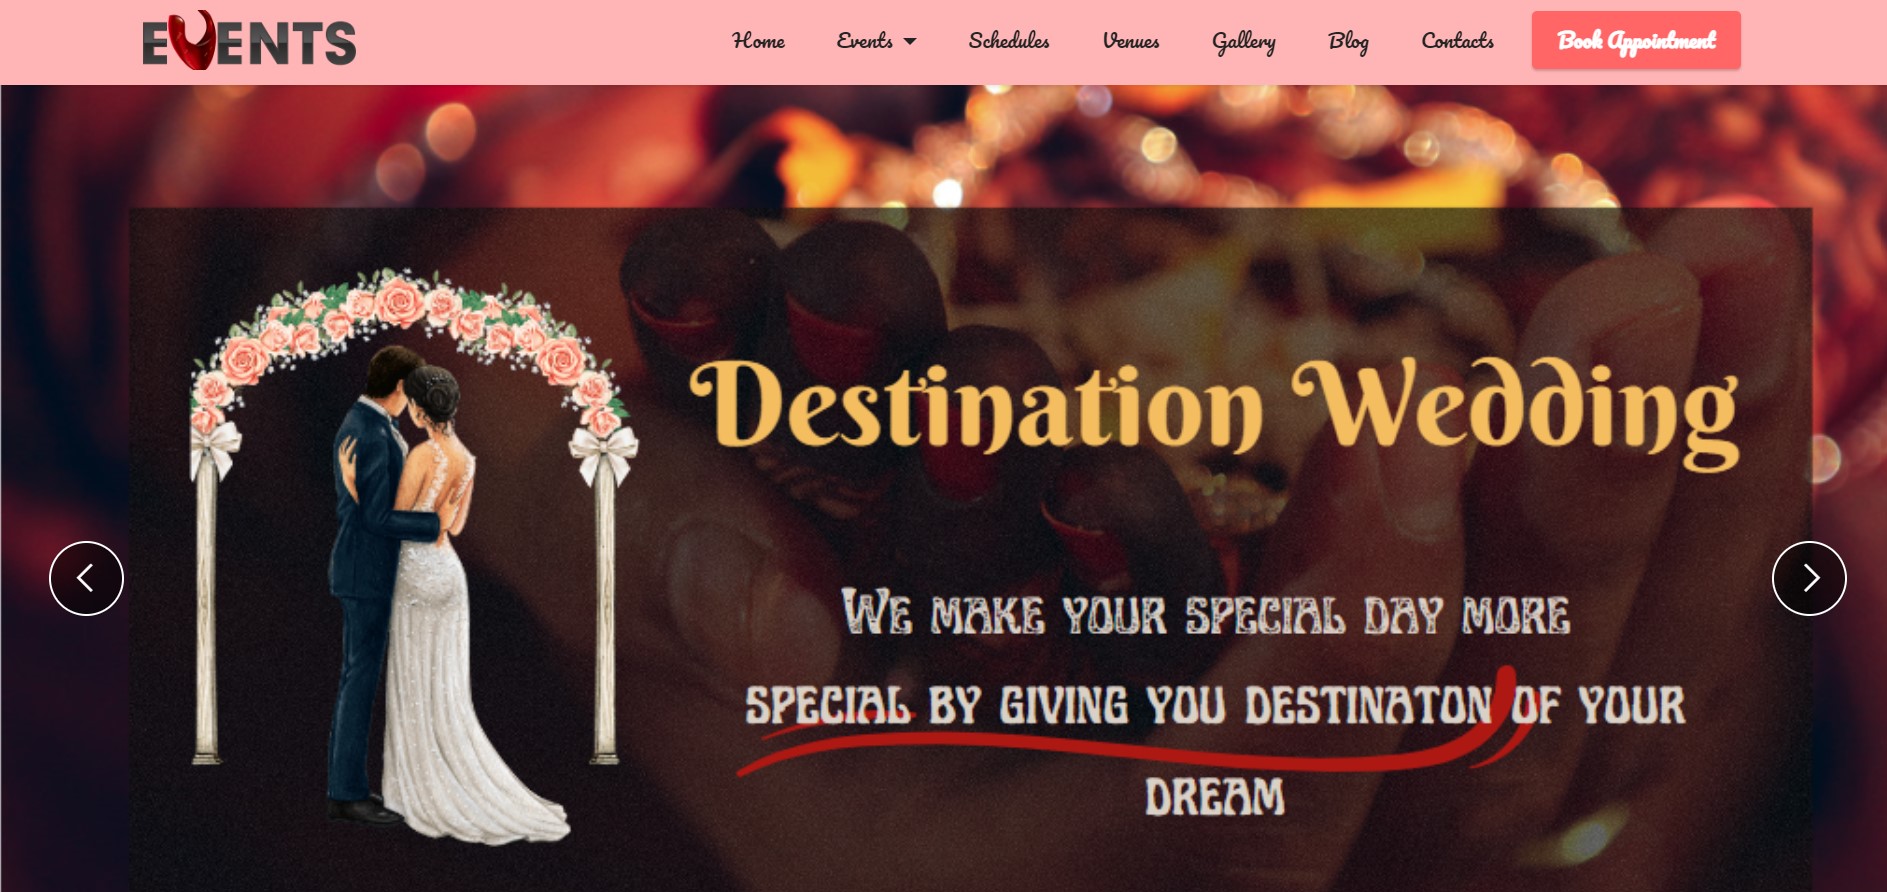 EVENTS
Home Events Schedules Venues Gallery Blog Contacts Book Appointment
Destination Wedding
WE MAKE YOUR SPECIAL DAY MORE
SPECIAL BY GIVING YOU DESTINATON OF YOUR
DREAM